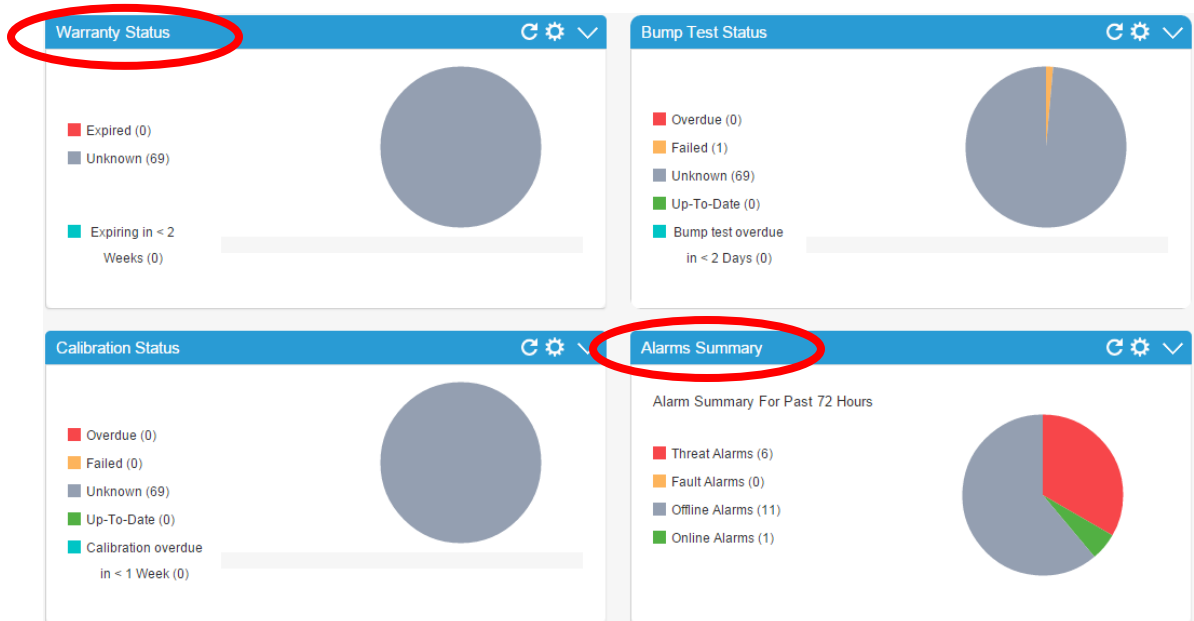 Warranty Status
Expired (0)
Unknown (69)
Expiring in < 2
Weeks (0)
Bump Test Status
Overdue (0)
Failed (1)
Unknown (69)
Up-To-Date (0)
Bump test overdue
in < 2 Days (0)
Calibration Status
Overdue (0)
Failed (0)
Unknown (69)
Up-To-Date (0)
Calibration overdue
in < 1 Week (0)
Alarms Summary
Alarm Summary For Past 72 Hours
Threat Alarms (6)
Fault Alarms (0)
Offline Alarms (11)
Online Alarms (1)